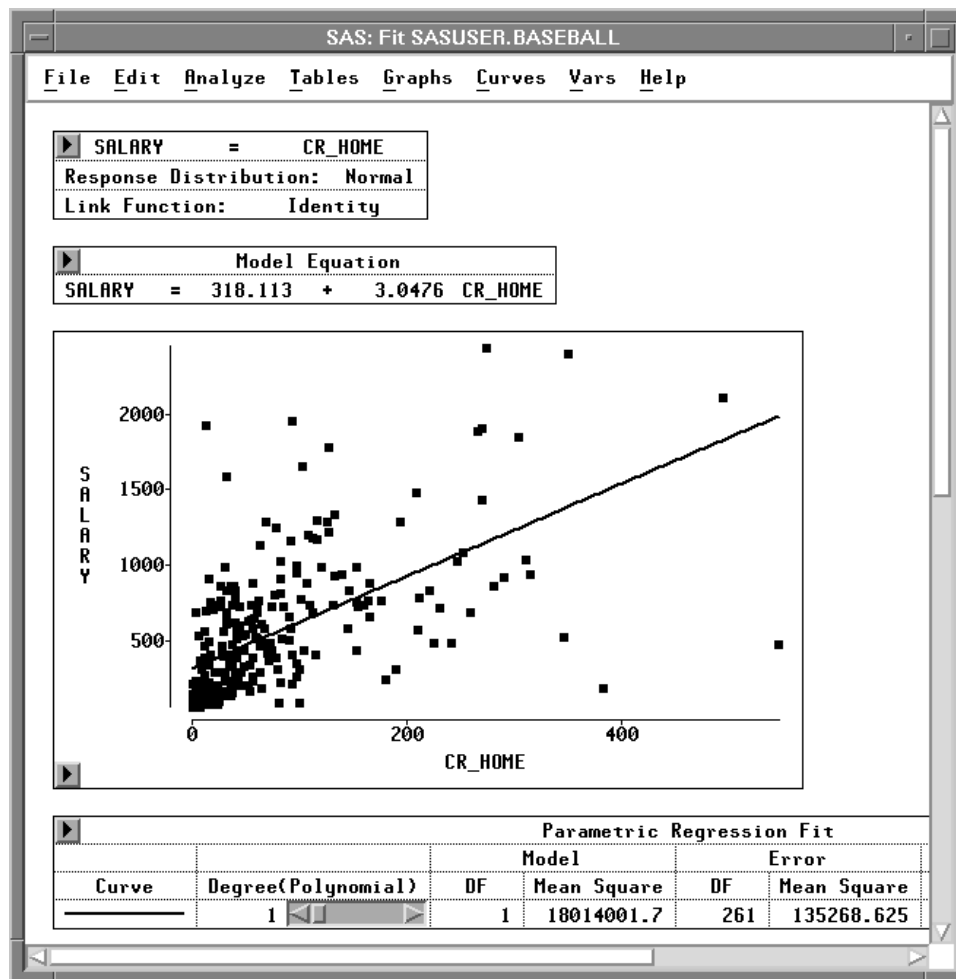 SAS: Fit SASUSER.BASEBALL
File Edit Analyze Tables Graphs Curves Vars Help
SALARY = CR_HOME
Response Distribution: Normal
Link Function: Identity
Model Equation
SALARY = 318.113 + 3.0476 CR_HOME
2000
1500
1000
500
SALARY
0 200 400
CR_HOME
Parametric Regression Fit
Model Error
Curve Degree(Polynomial) DF Mean Square DF Mean Square
1 1 18014001.7 261 135268.625